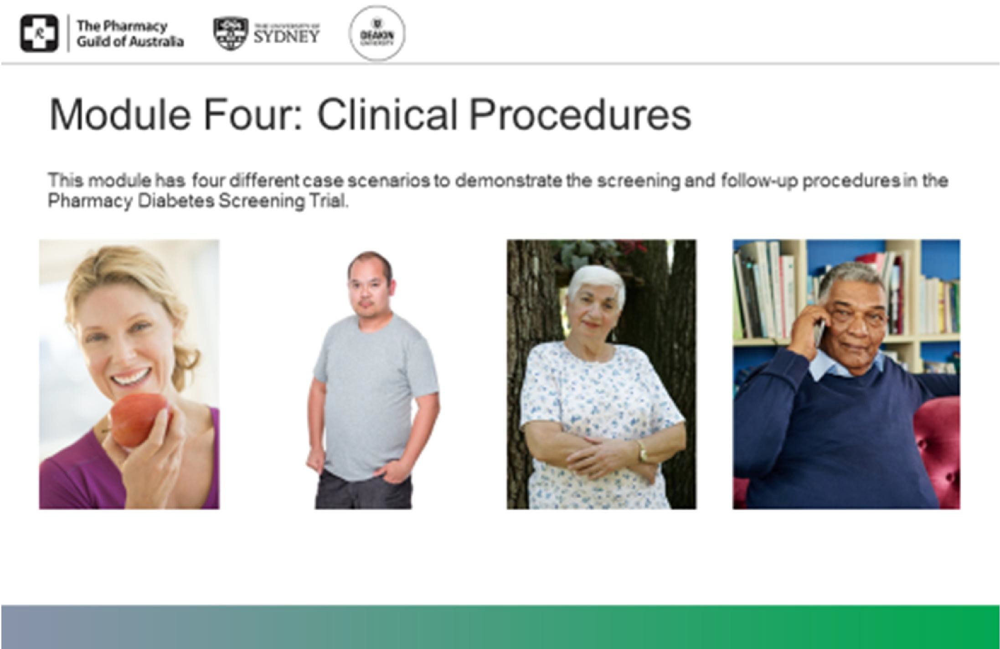 The Pharmacy
Guild of Australia
THE UNIVERSITY OF
SYDNEY
DEAKIN
UNIVERSITY
Module Four: Clinical Procedures
This module has four different case scenarios to demonstrate the screening and follow-up procedures in the
Pharmacy Diabetes Screening Trial.